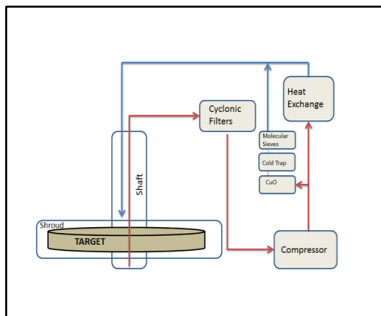 Cyclonic
Filters
Heat
Exchange
Molecular
Sieves
Cold Trap
CuO
Shaft
Shroud
TARGET
Compressor